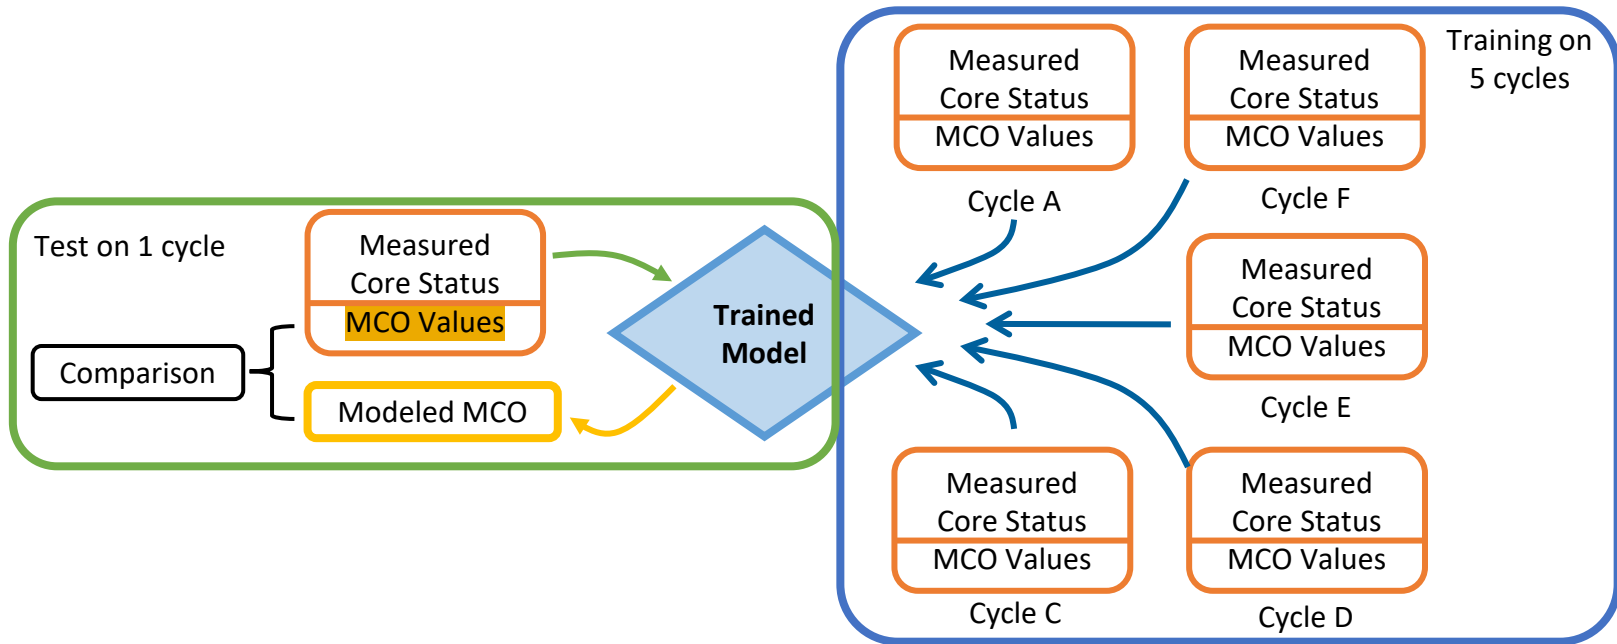 Test on 1 cycle
Measured
Core Status
MCO Values
Comparison
Modeled MCO
Trained
Model
Training on
5 cycles
Measured
Core Status
MCO Values
Cycle A
Measured
Core Status
MCO Values
Cycle F
Measured
Core Status
MCO Values
Cycle E
Measured
Core Status
MCO Values
Cycle C
Measured
Core Status
MCO Values
Cycle D